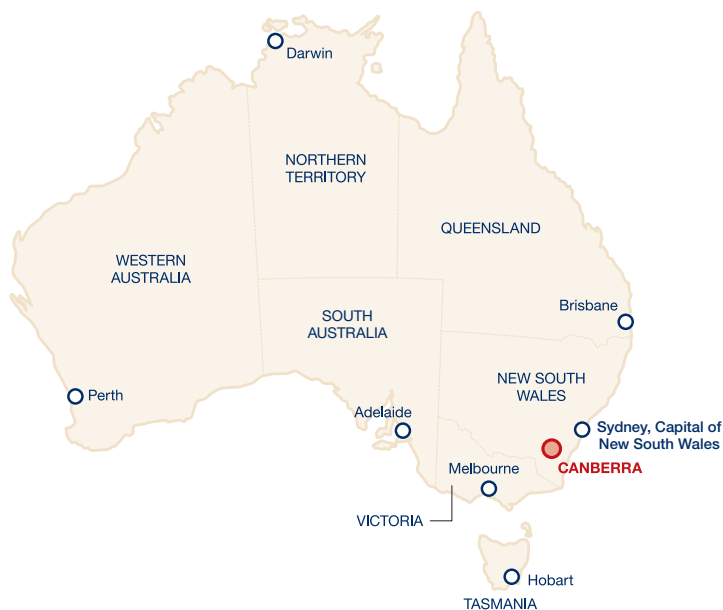 Darwin
NORTHERN
TERRITORY
QUEENSLAND
WESTERN
AUSTRALIA
Brisbane
SOUTH
AUSTRALIA
NEW SOUTH
WALES
Perth
Adelaide
Sydney, Capital of
New South Wales
Melbourne
CANBERRA
VICTORIA
Hobart
TASMANIA